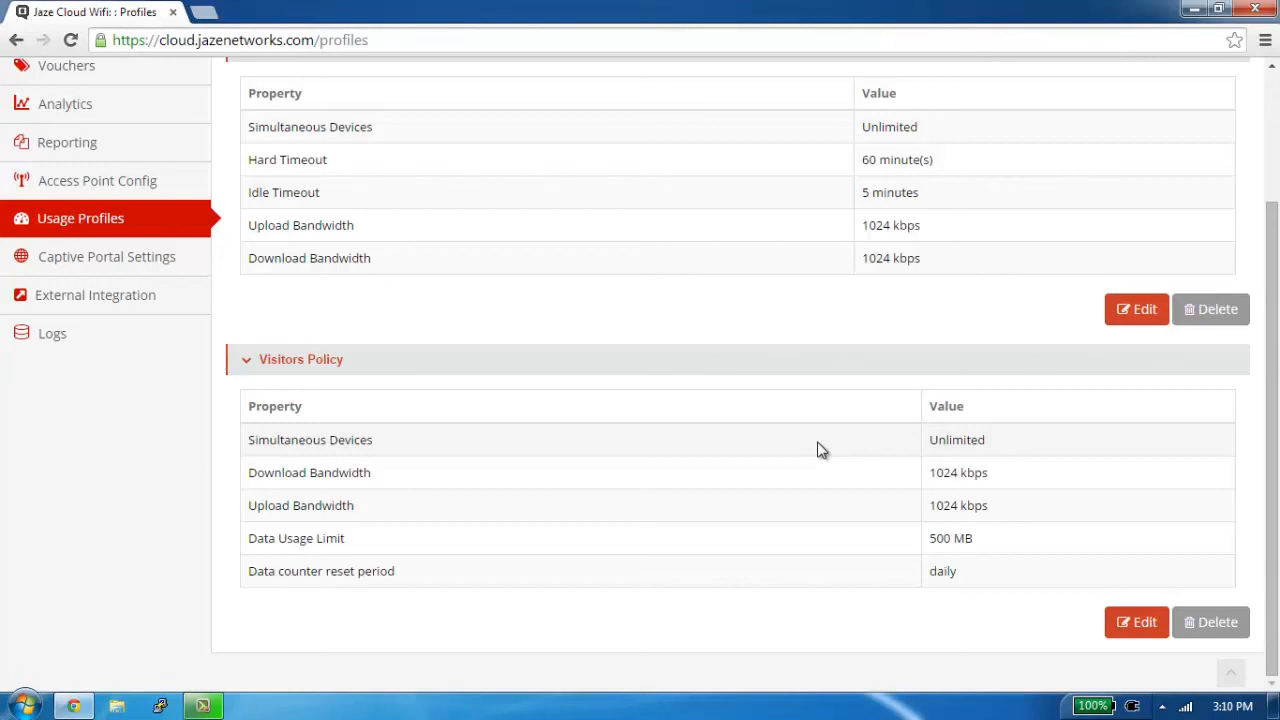 Jaze Cloud Wifi: : Profiles
https://cloud.jazenetworks.com/profiles
Vouchers
Analytics
Reporting
Access Point Config
Usage Profiles
Captive Portal Settings
External Integration
Logs
Property Value
Simultaneous Devices Unlimited
Hard Timeout 60 minute(s)
Idle Timeout 5 minutes
Upload Bandwidth 1024 kbps
Download Bandwidth 1024 kbps
Edit Delete
Visitors Policy
Property Value
Simultaneous Devices Unlimited
Download Bandwidth 1024 kbps
Upload Bandwidth 1024 kbps
Data Usage Limit 500 MB
Data counter reset period daily
Edit Delete
100% 3:10 PM